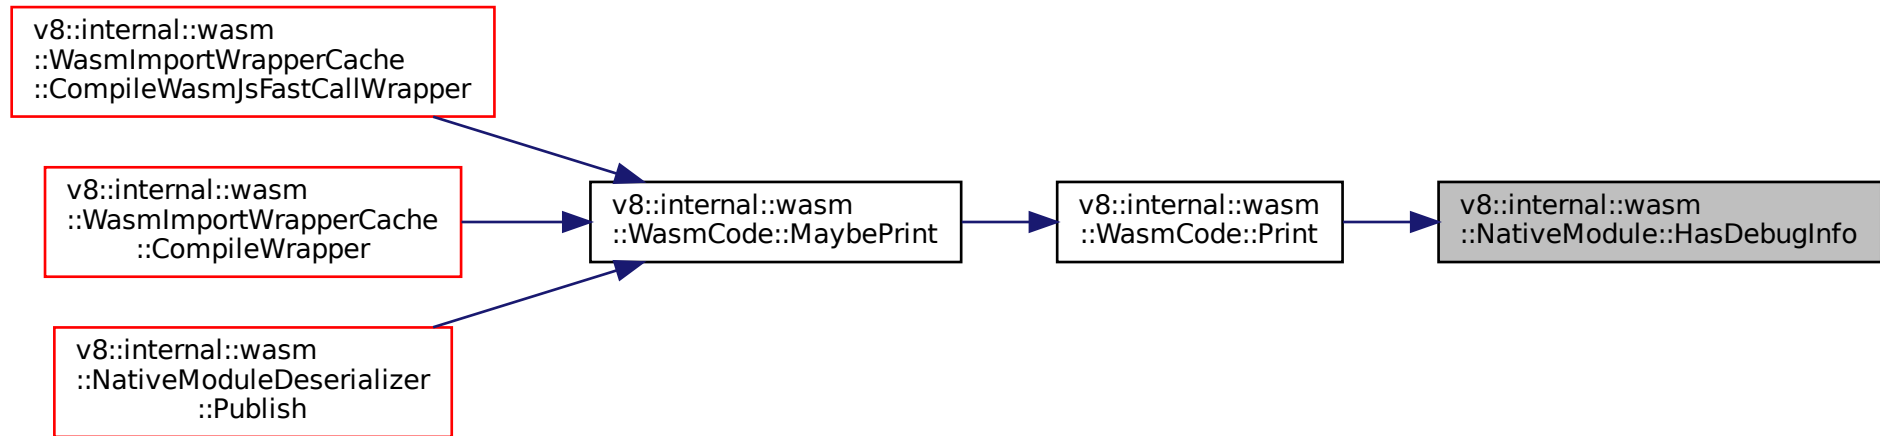 v8::internal::wasm
::WasmImportWrapperCache
::CompileWasmJsFastCallWrapper
v8::internal::wasm
::WasmImportWrapperCache
::CompileWrapper
v8::internal::wasm
::NativeModuleDeserializer
::Publish
v8::internal::wasm
::WasmCode::MaybePrint
v8::internal::wasm
::WasmCode::Print
v8::internal::wasm
::NativeModule::HasDebugInfo